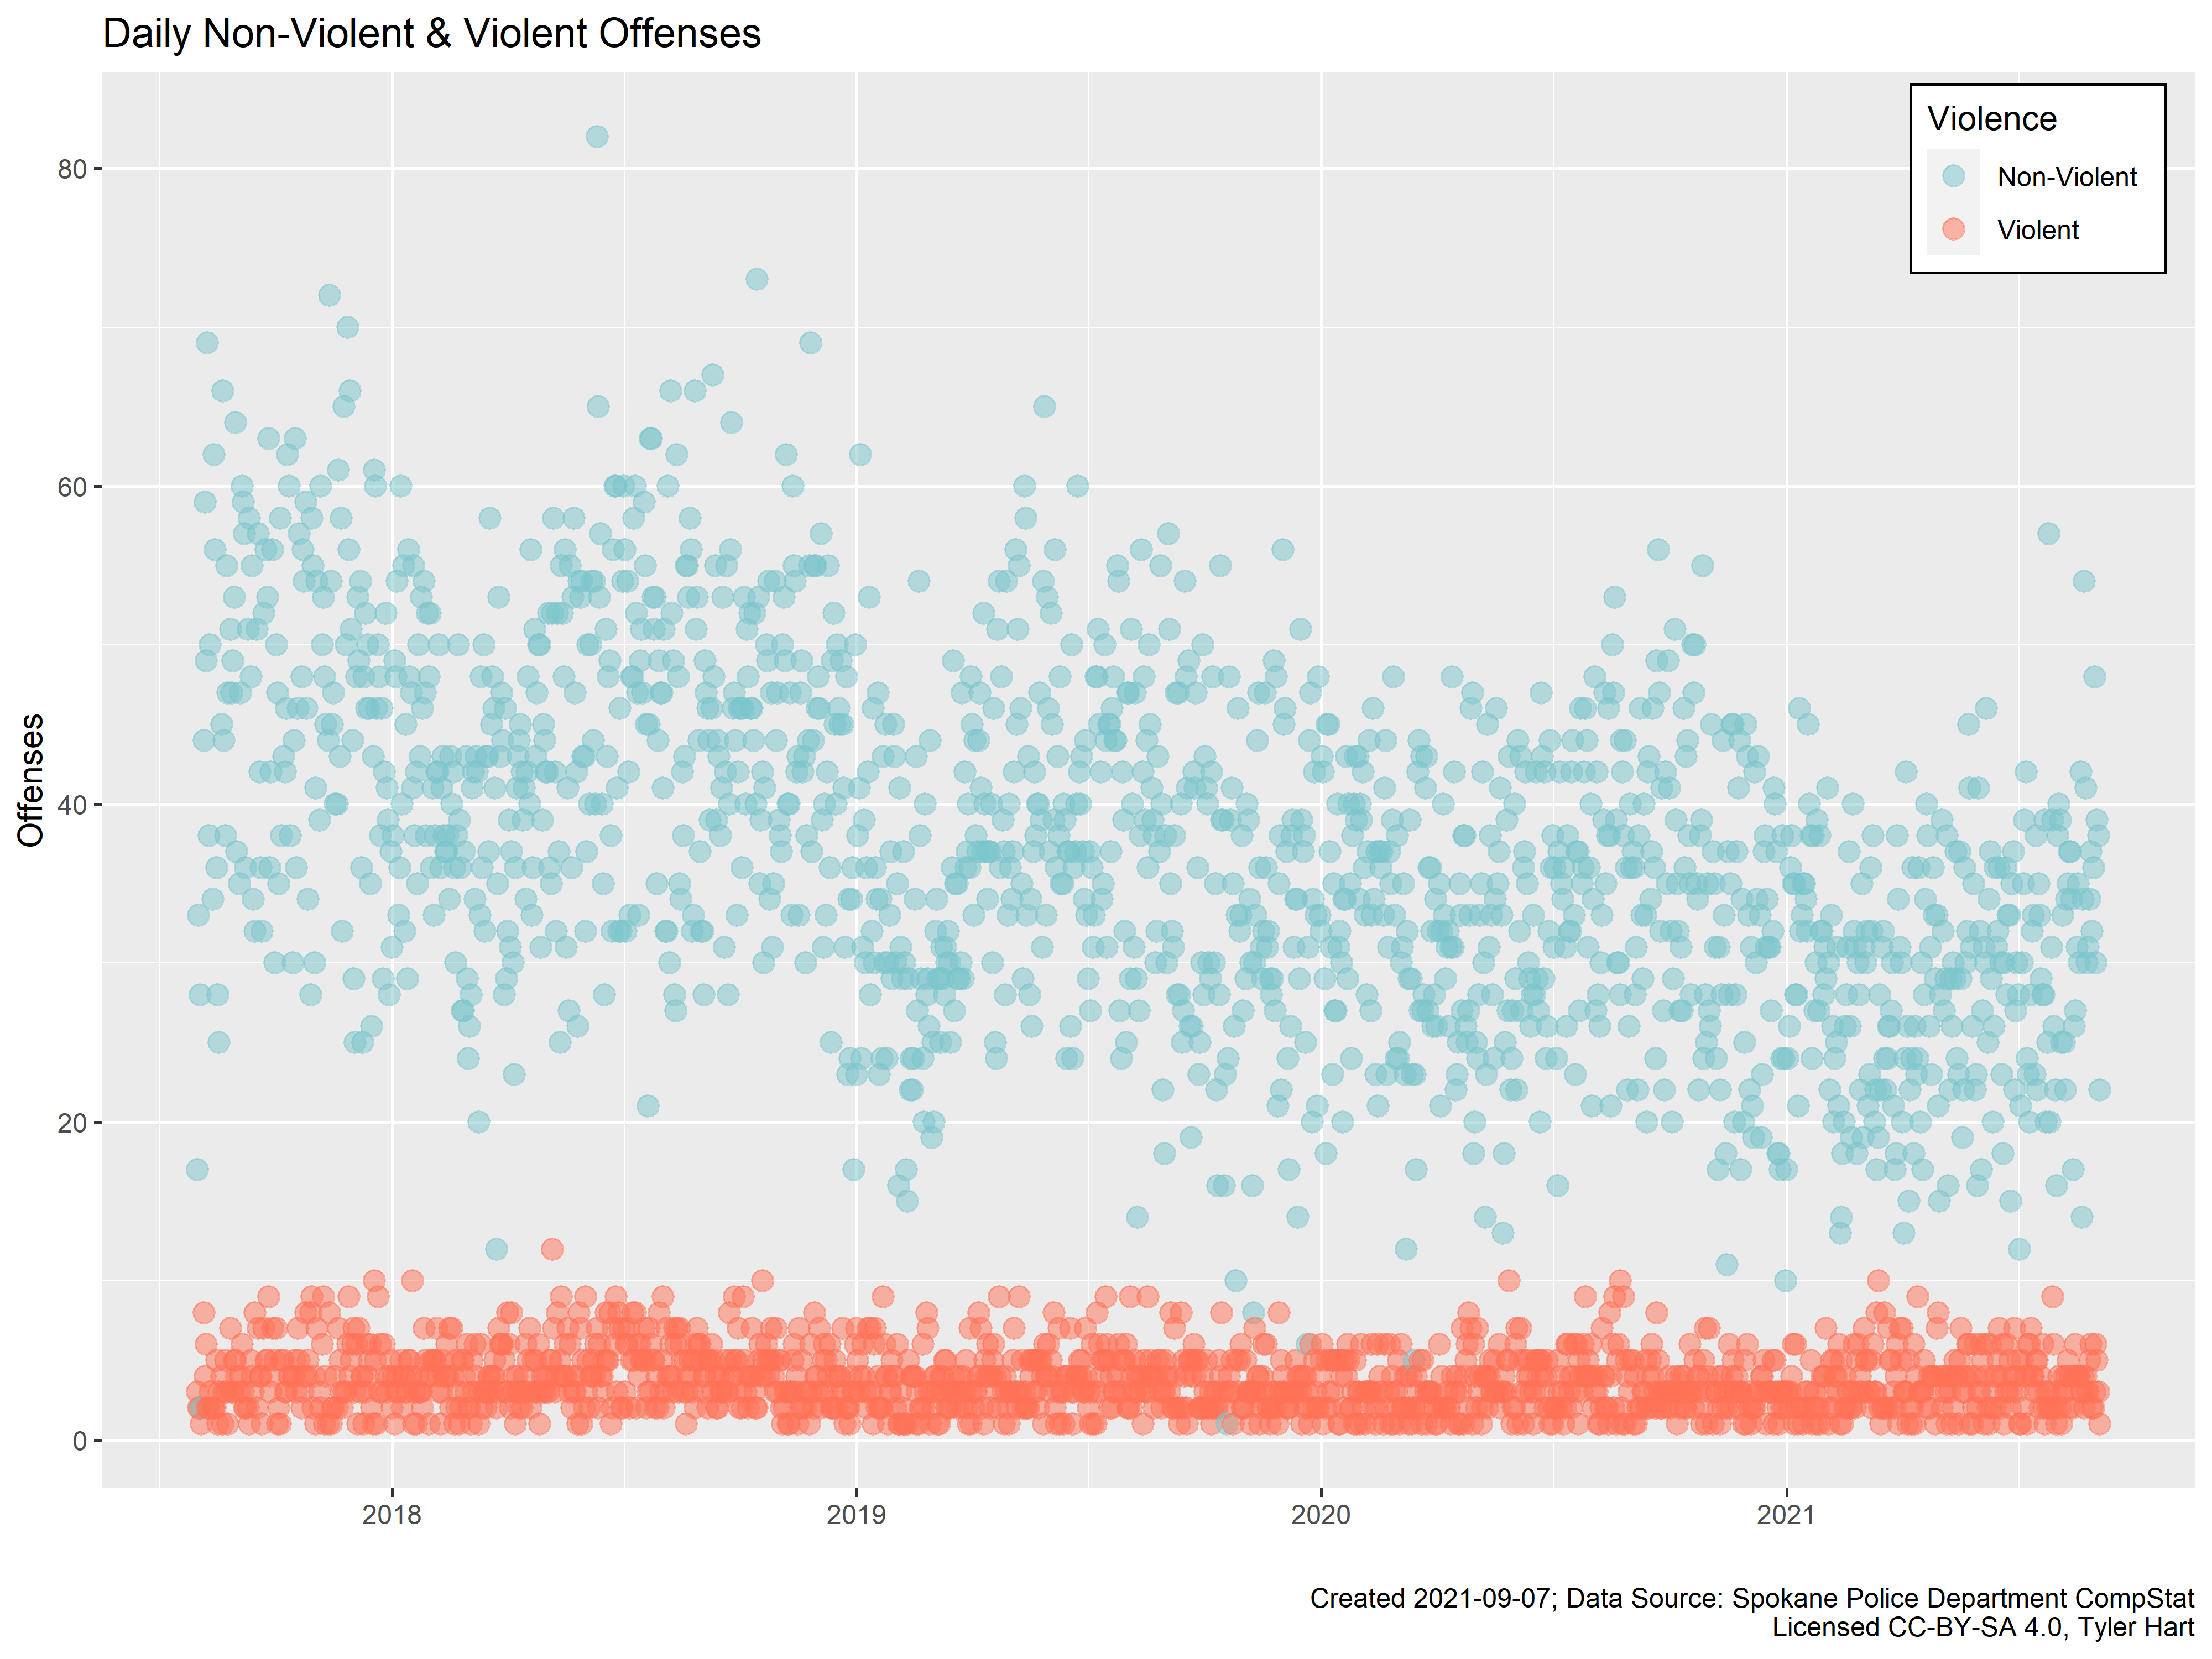 Daily Non-Violent & Violent Offenses
Violence
Non-Violent
Violent
Offenses
80
60
40
20
0
2018
2019
2020
2021
Created 2021-09-07; Data Source: Spokane Police Department CompStat
Licensed CC-BY-SA 4.0, Tyler Hart